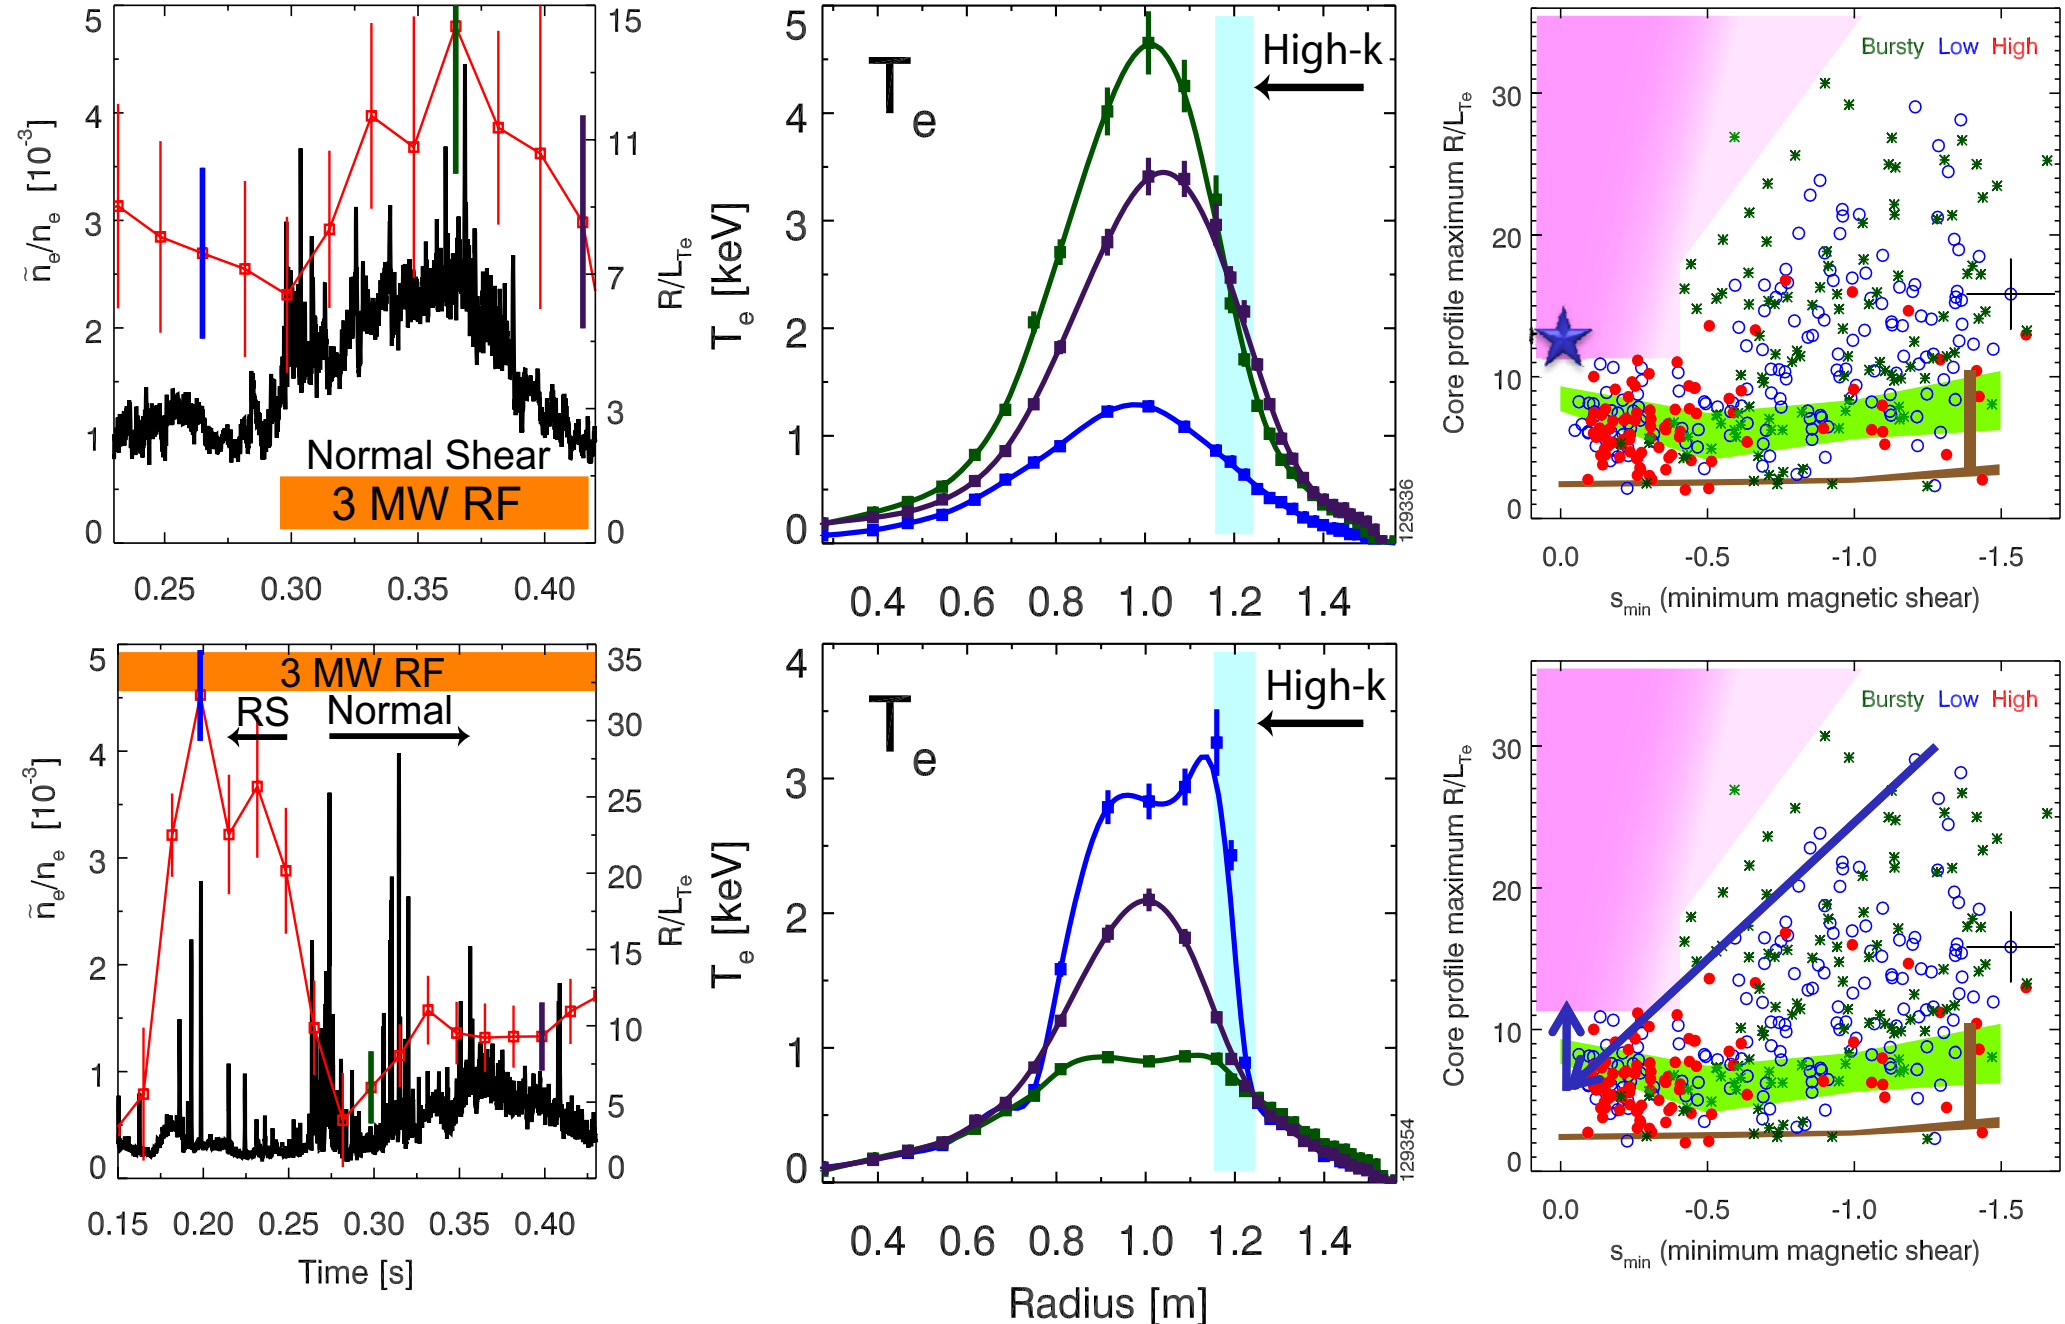 5
4
3
2
1
0
ñe/ne [10-3]
15
11
7
3
0
R/LTe
Normal Shear
3 MW RF
0.25 0.30 0.35 0.40
5
4
3
2
1
0
Te [keV]
Te
High-k
129336
0.4 0.6 0.8 1.0 1.2 1.4
30
20
10
0
Core profile maximum R/LTe
Bursty Low High
0.0 -0.5 -1.0 -1.5
smin (minimum magnetic shear)
5
4
3
2
1
0
ñe/ne [10-3]
35
30
25
20
15
10
5
0
R/LTe
3 MW RF
RS Normal
0.15 0.20 0.25 0.30 0.35 0.40
Time [s]
4
3
2
1
0
Te [keV]
Te
High-k
129354
0.4 0.6 0.8 1.0 1.2 1.4
Radius [m]
30
20
10
0
Core profile maximum R/LTe
Bursty Low High
0.0 -0.5 -1.0 -1.5
smin (minimum magnetic shear)